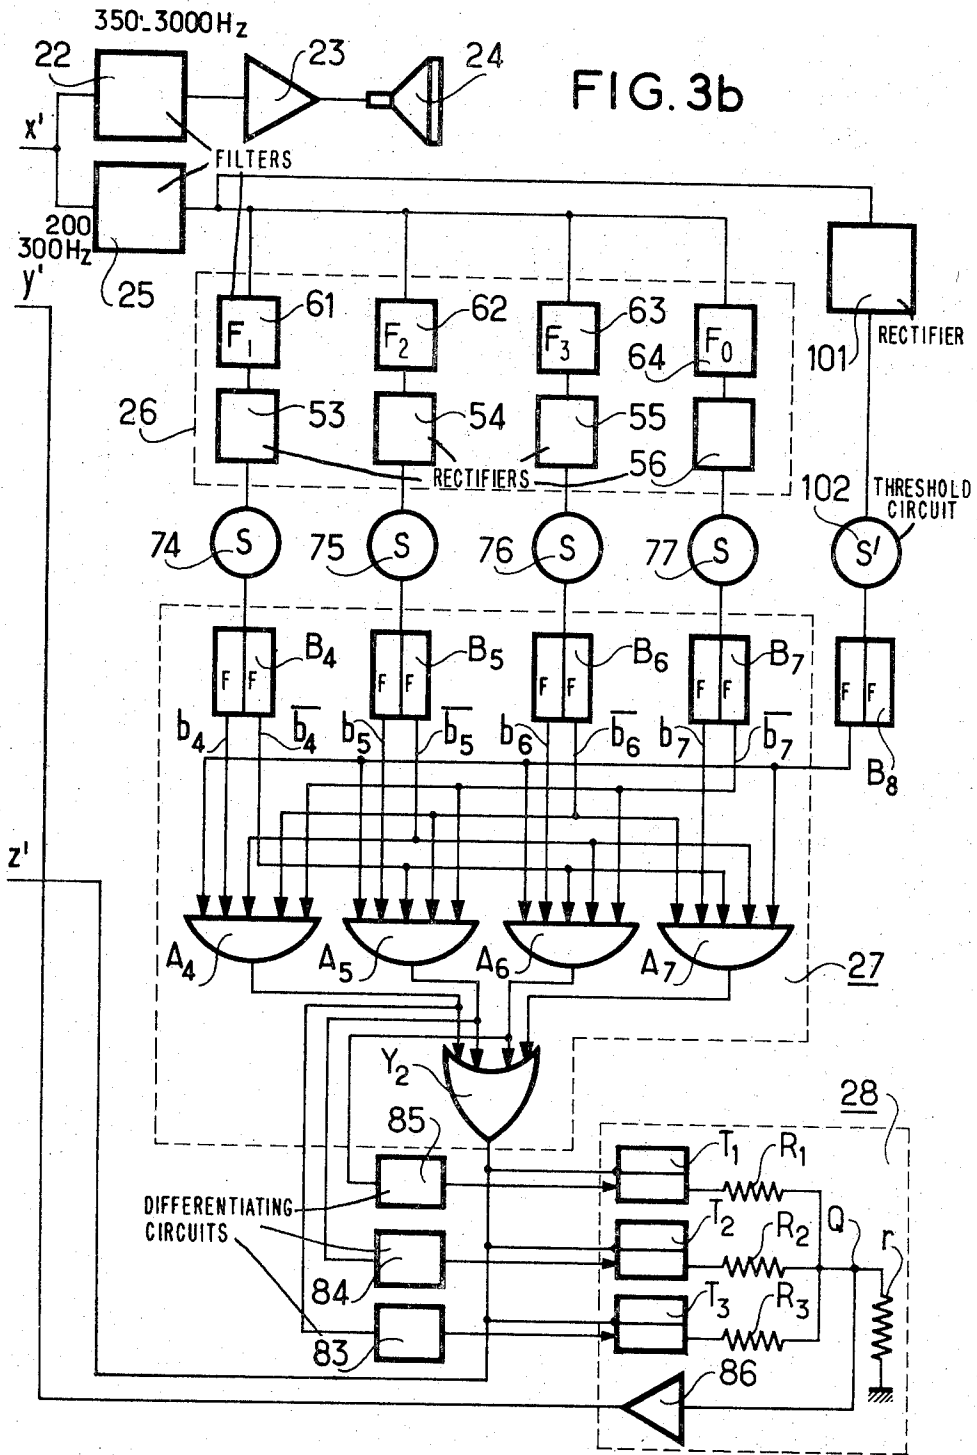 350-3000Hz
22
23
24
FIG. 3b
x'
FILTERS
200
300Hz
y'
25
61
62
63
64
F1
F2
F3
F0
101
RECTIFIER
26
53
54
55
56
RECTIFIERS
74
S
75
S
76
S
77
S
102
S'
THRESHOLD
CIRCUIT
F F B4
F F B5
F F B6
F F B7
F F B8
b4
b̅4
b5
b̅5
b6
b̅6
b7
b̅7
z'
A4
A5
A6
A7
27
Y2
28
85
T1
R1
DIFFERENTIATING
CIRCUITS
84
T2
R2
Q
r
83
T3
R3
86